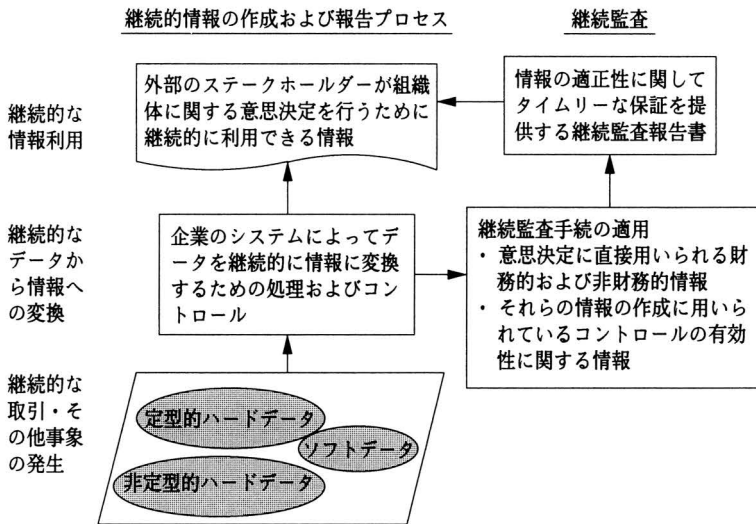 継続的情報の作成および報告プロセス
継続監査
継続的な
情報利用
外部のステークホルダーが組織
体に関する意思決定を行うために
継続的に利用できる情報
情報の適正性に関して
タイムリーな保証を提
供する継続監査報告書
継続的な
データか
ら情報へ
の変換
企業のシステムによってデー
タを継続的に情報に変換
するための処理およびコント
ロール
継続監査手続の適用
・ 意思決定に直接用いられる財
務的および非財務的情報
・ それらの情報の作成に用いら
れているコントロールの有効
性に関する情報
継続的な
取引・そ
の他事象
の発生
定型的ハードデータ
ソフトデータ
非定型的ハードデータ